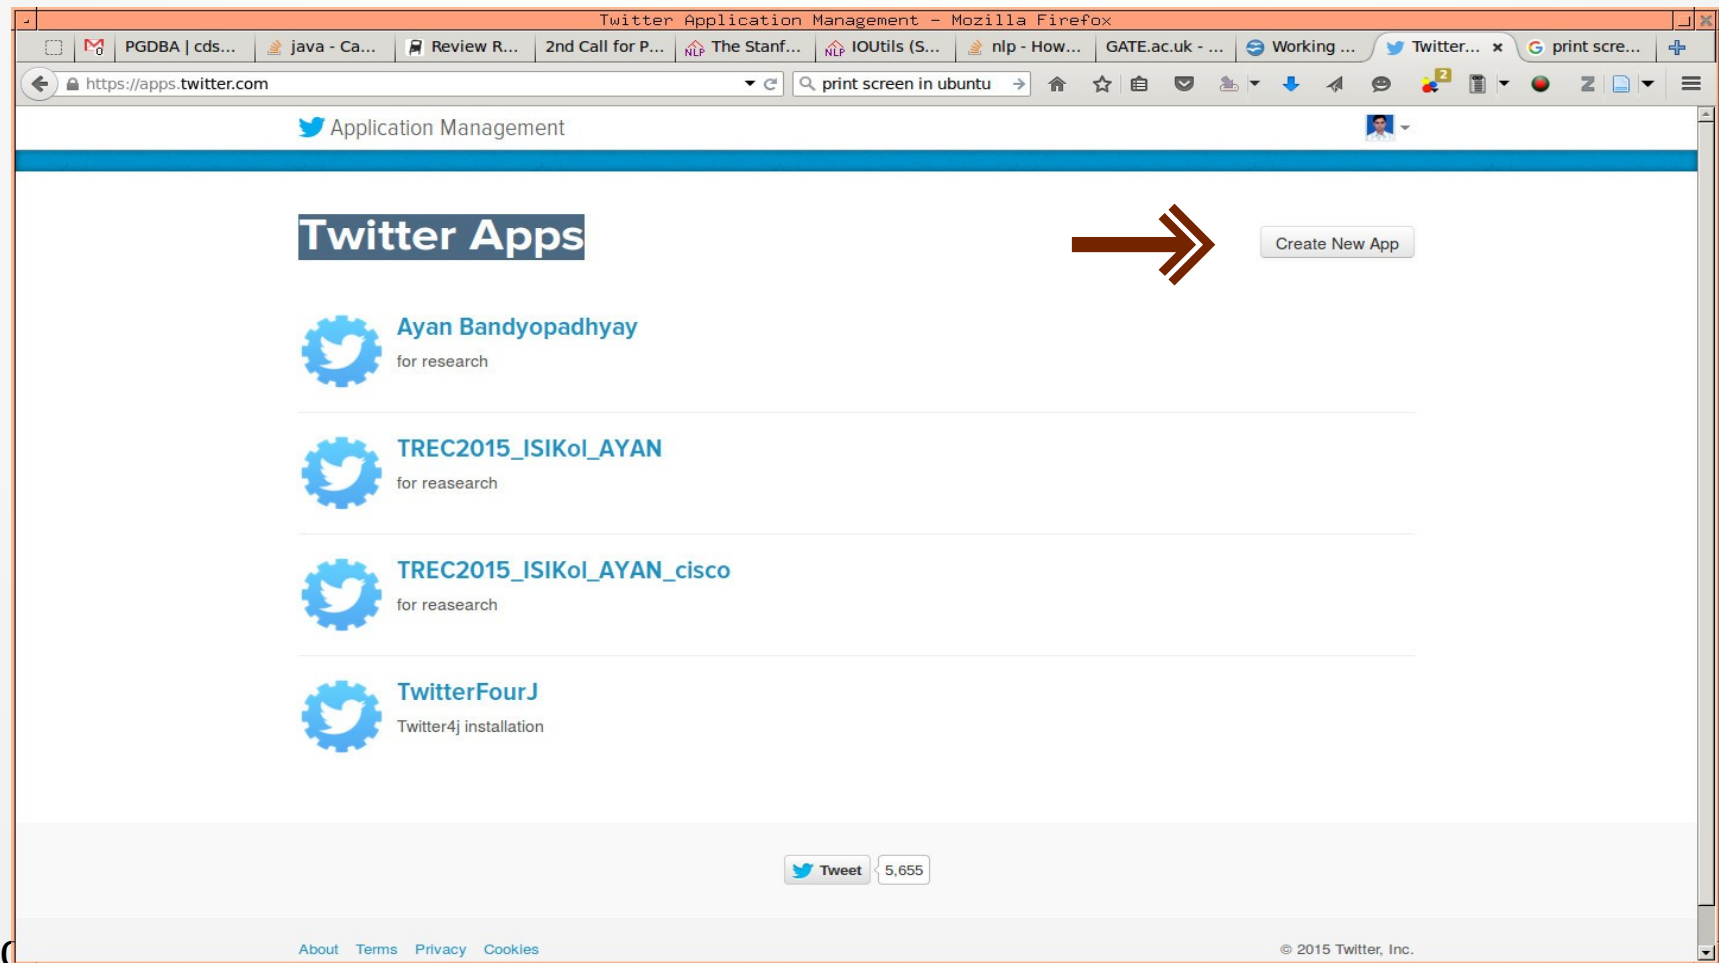 Twitter Application Management - Mozilla Firefox
PGDBA | cds... java - Ca... Review R... 2nd Call for P... The Stanf... IOUtils (S... nlp - How... GATE.ac.uk - ... Working ... Twitter... × print scre...
https://apps.twitter.com print screen in ubuntu 2
Application Management
Twitter Apps
Create New App
Ayan Bandyopadhyay
for research
TREC2015_ISIKol_AYAN
for reasearch
TREC2015_ISIKol_AYAN_cisco
for reasearch
TwitterFourJ
Twitter4j installation
Tweet 5,655
About Terms Privacy Cookies © 2015 Twitter, Inc.